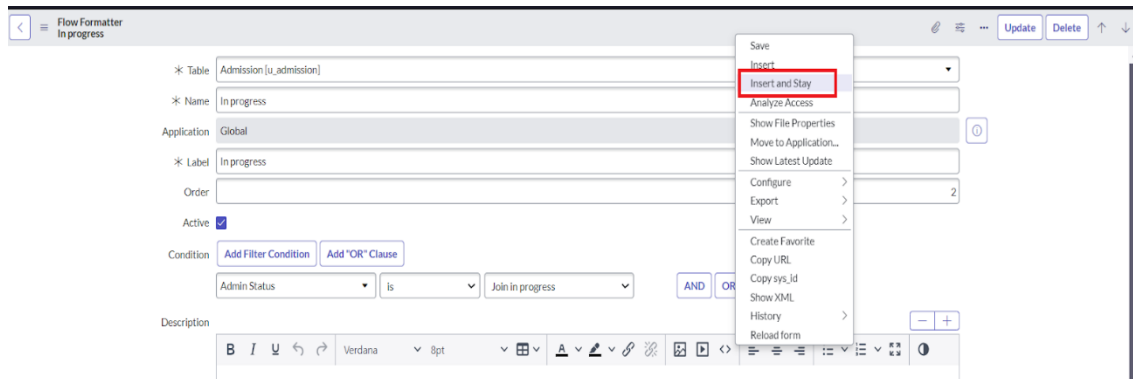 Flow Formatter
In progress
Update
Delete
Table
Admission [u_admission]
Name
In progress
Application
Global
Label
In progress
Order
2
Active
Condition
Add Filter Condition
Add "OR" Clause
Admin Status
is
Join in progress
AND
OR
Description
B I U
Verdana
8pt
A
Save
Insert
Insert and Stay
Analyze Access
Show File Properties
Move to Application...
Show Latest Update
Configure
Export
View
Create Favorite
Copy URL
Copy sys_id
Show XML
History
Reload form